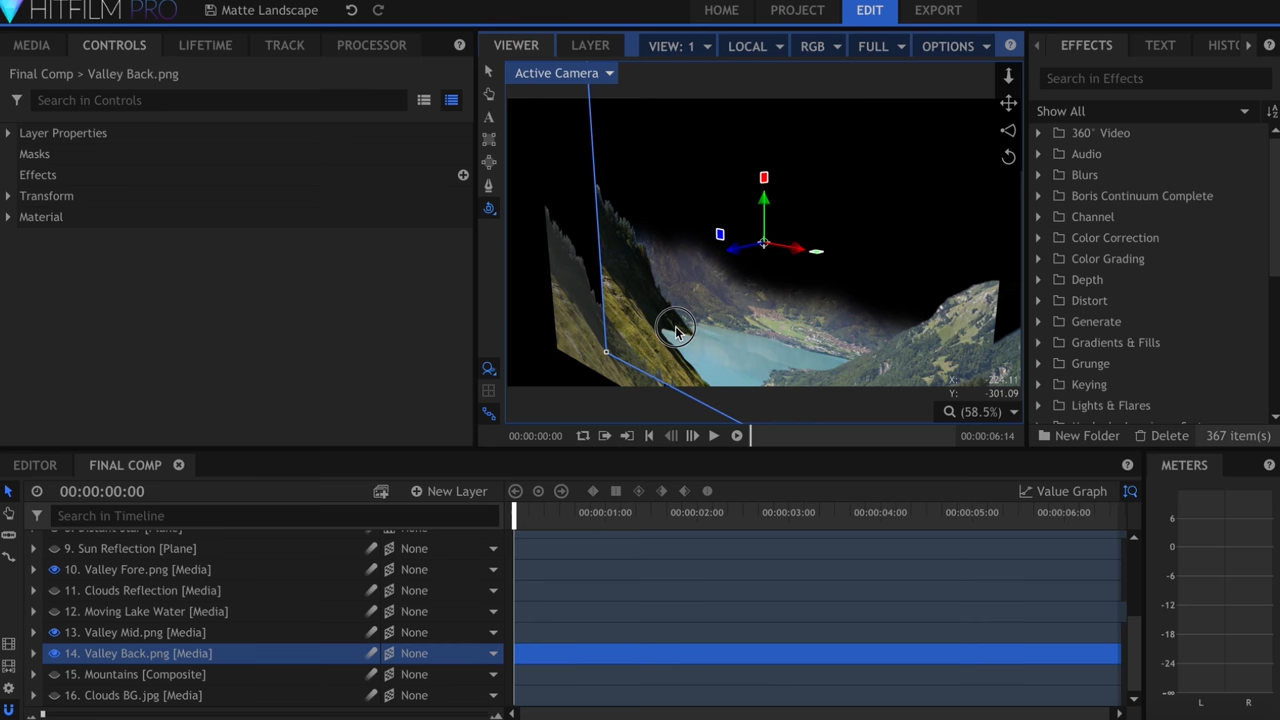 HITFILM PRO
Matte Landscape
HOME
PROJECT
EDIT
EXPORT
MEDIA
CONTROLS
LIFETIME
TRACK
PROCESSOR
?
Final Comp > Valley Back.png
Search in Controls
Layer Properties
Masks
Effects
Transform
Material
VIEWER
LAYER
VIEW: 1
LOCAL
RGB
FULL
OPTIONS
?
Active Camera
A
X: -224.11
Y: -301.09
(58.5%)
00:00:00:00
00:00:06:14
EFFECTS
TEXT
HISTO
Search in Effects
Show All
360° Video
Audio
Blurs
Boris Continuum Complete
Channel
Color Correction
Color Grading
Depth
Distort
Generate
Gradients & Fills
Grunge
Keying
Lights & Flares
New Folder
Delete
367 item(s)
EDITOR
FINAL COMP
?
00:00:00:00
New Layer
Value Graph
Search in Timeline
00:00:01:00
00:00:02:00
00:00:03:00
00:00:04:00
00:00:05:00
00:00:06:00
9. Sun Reflection [Plane]
None
10. Valley Fore.png [Media]
None
11. Clouds Reflection [Media]
None
12. Moving Lake Water [Media]
None
13. Valley Mid.png [Media]
None
14. Valley Back.png [Media]
None
15. Mountains [Composite]
None
16. Clouds BG.jpg [Media]
None
METERS
?
6
0
-6
-12
-18
-24
-∞
L
R